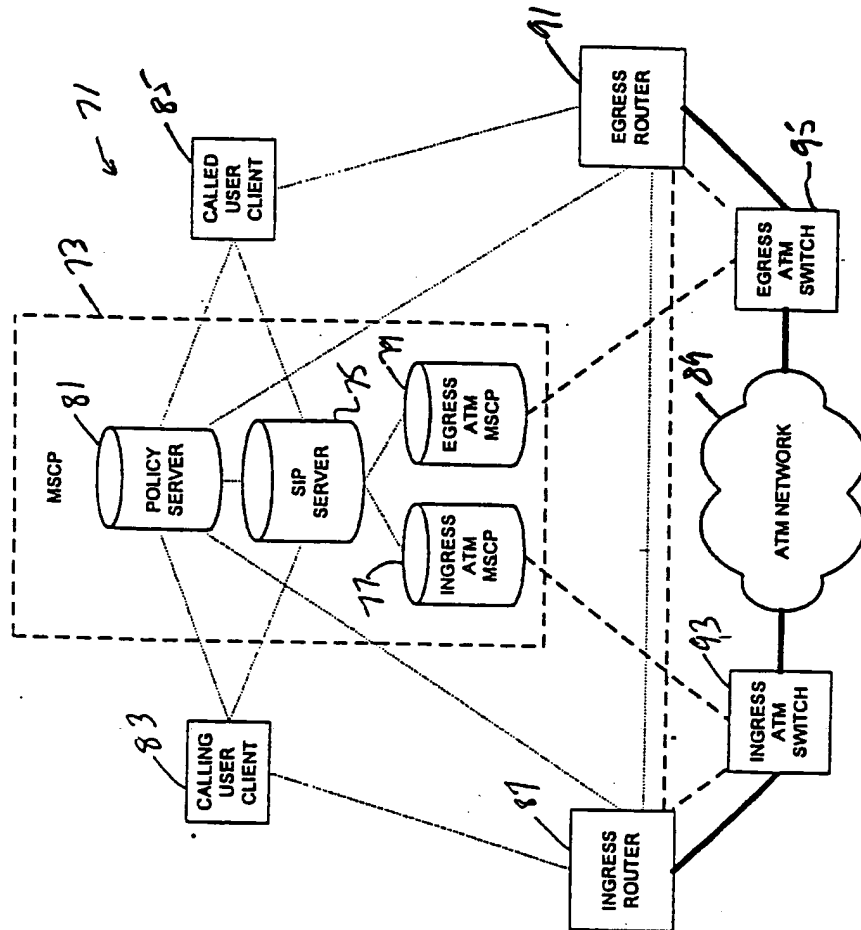 71
73
MSCP
83
CALLING
USER
CLIENT
81
POLICY
SERVER
85
CALLED
USER
CLIENT
75
SIP
SERVER
77
INGRESS
ATM
MSCP
79
EGRESS
ATM
MSCP
87
INGRESS
ROUTER
91
EGRESS
ROUTER
93
INGRESS
ATM
SWITCH
89
ATM NETWORK
95
EGRESS
ATM
SWITCH